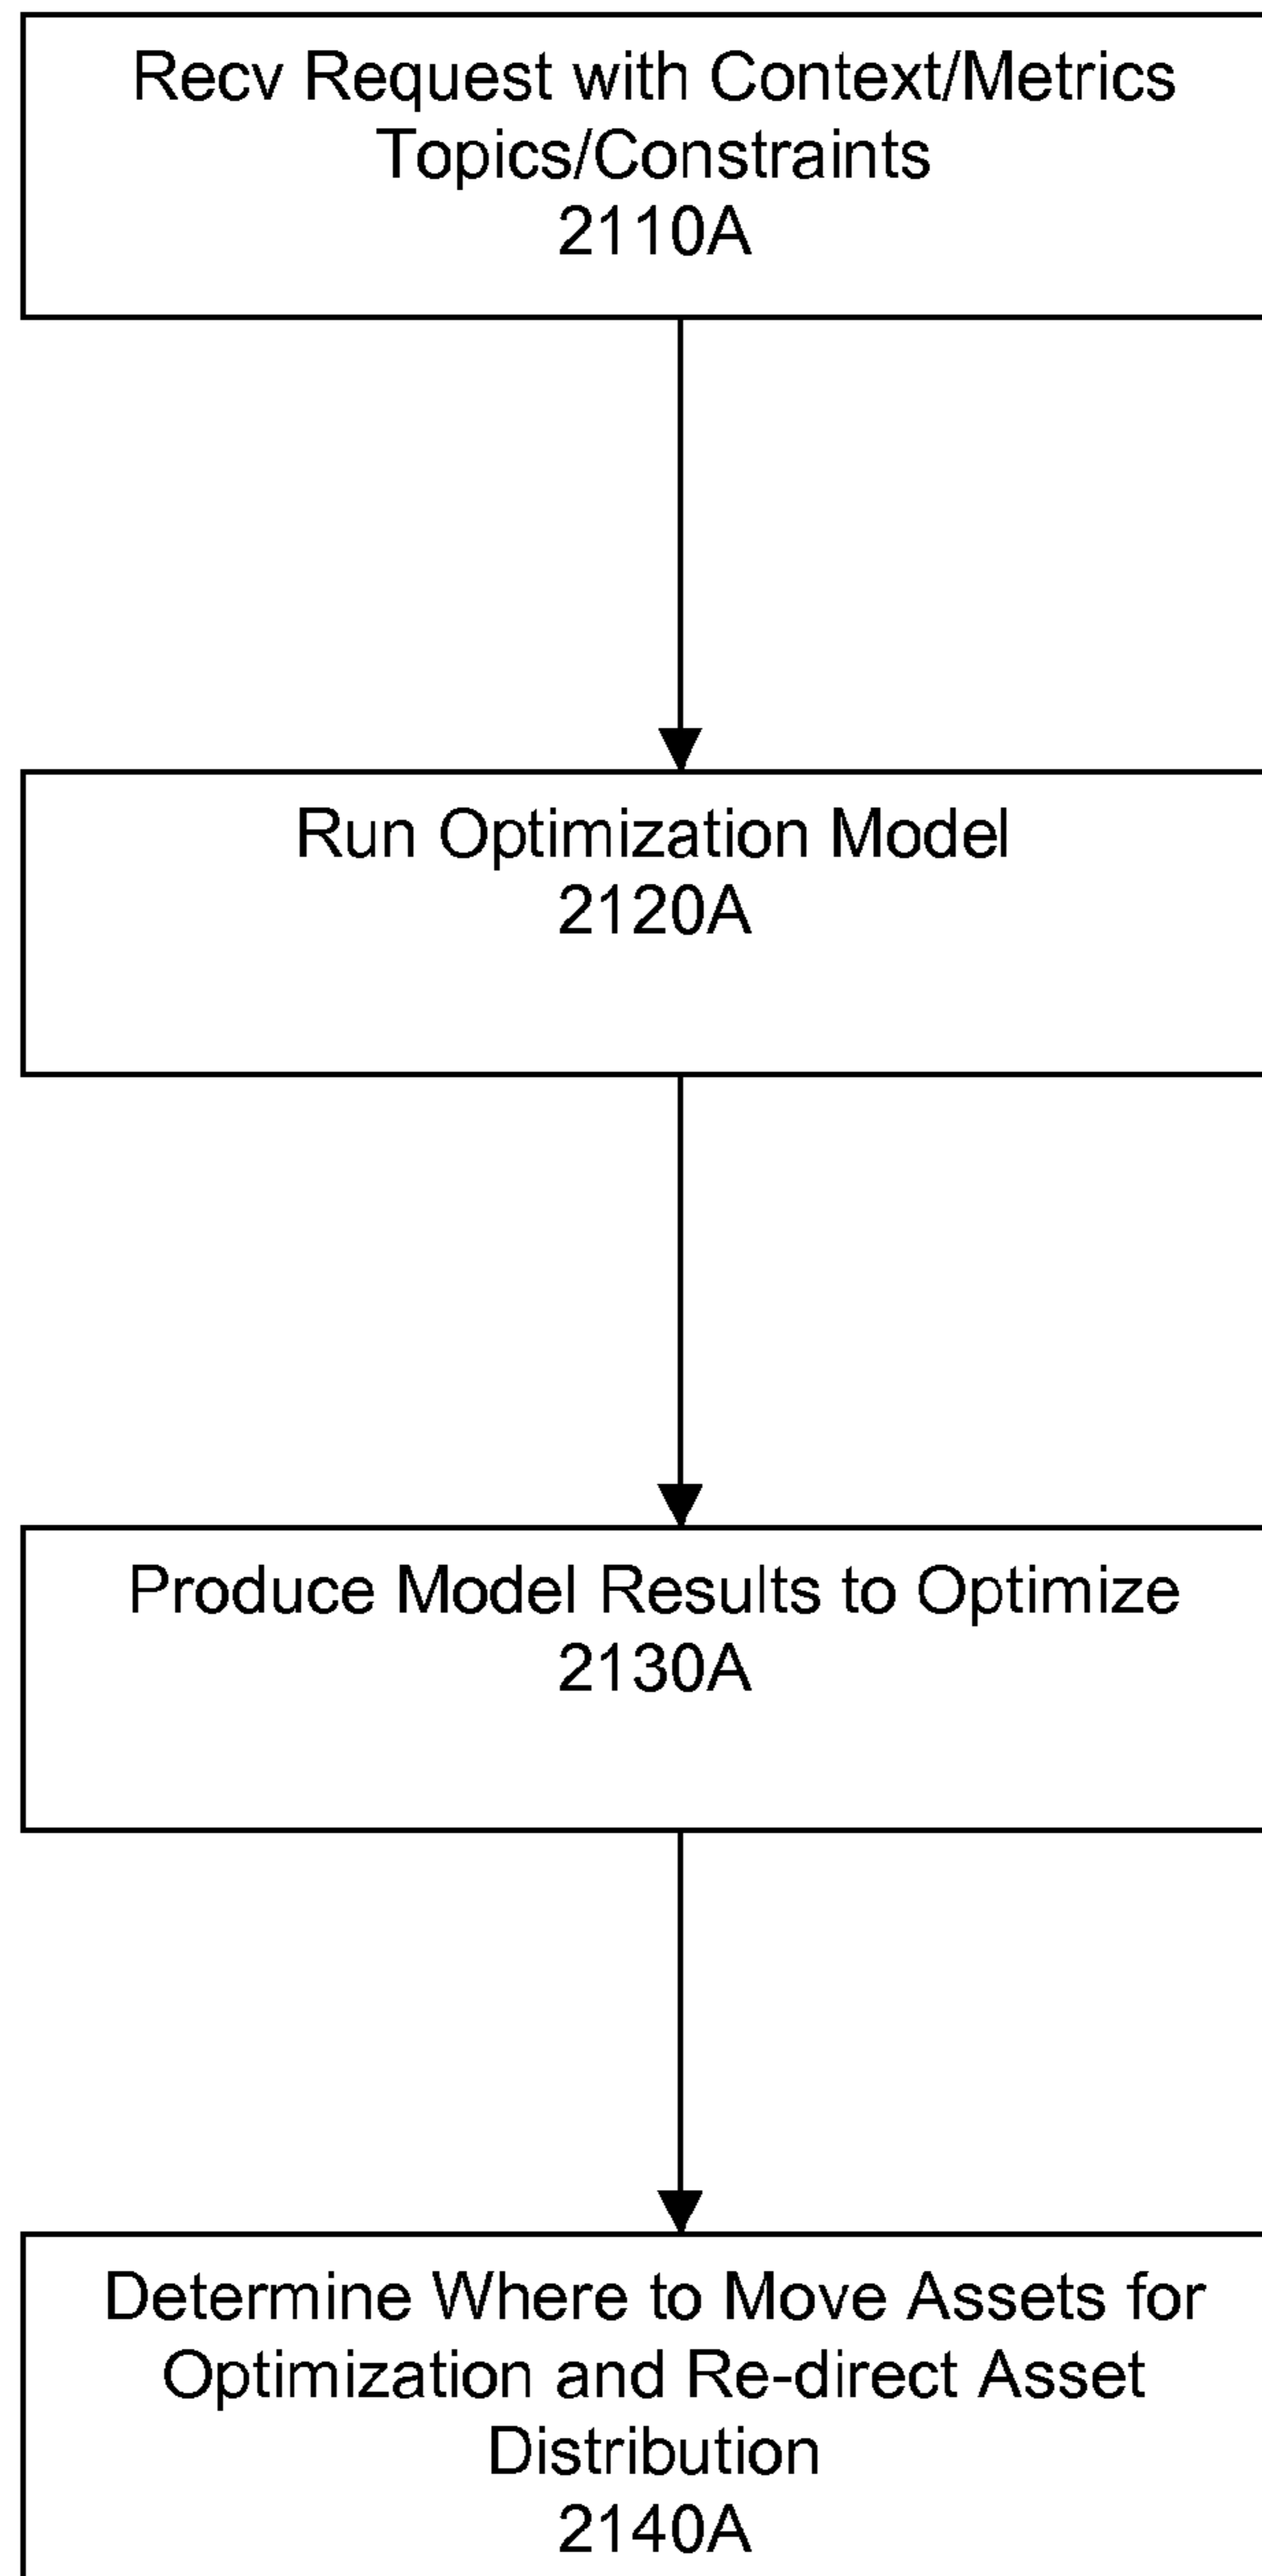 Recv Request with Context/Metrics
Topics/Constraints
2110A
Run Optimization Model
2120A
Produce Model Results to Optimize
2130A
Determine Where to Move Assets for
Optimization and Re-direct Asset
Distribution
2140A